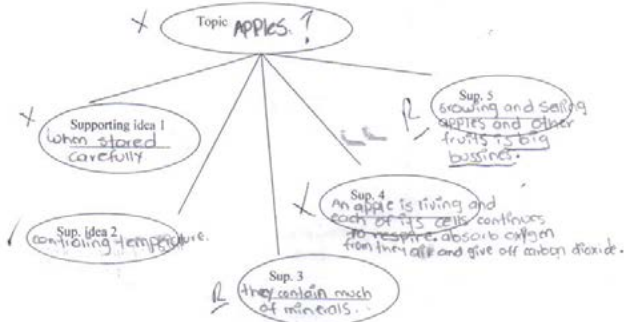 Topic APPles. ?
Supporting idea 1
when stored
carefully
Sup. idea 2
controling temperature.
Sup. 3
they contain much
of minerals.
Sup. 4
An apple is living and
each of its cells continues
to respire. absorb oxygen
from they air and give off carbon dioxide.
Sup. 5
Growing and selling
apples and other
fruits is big
bussines.